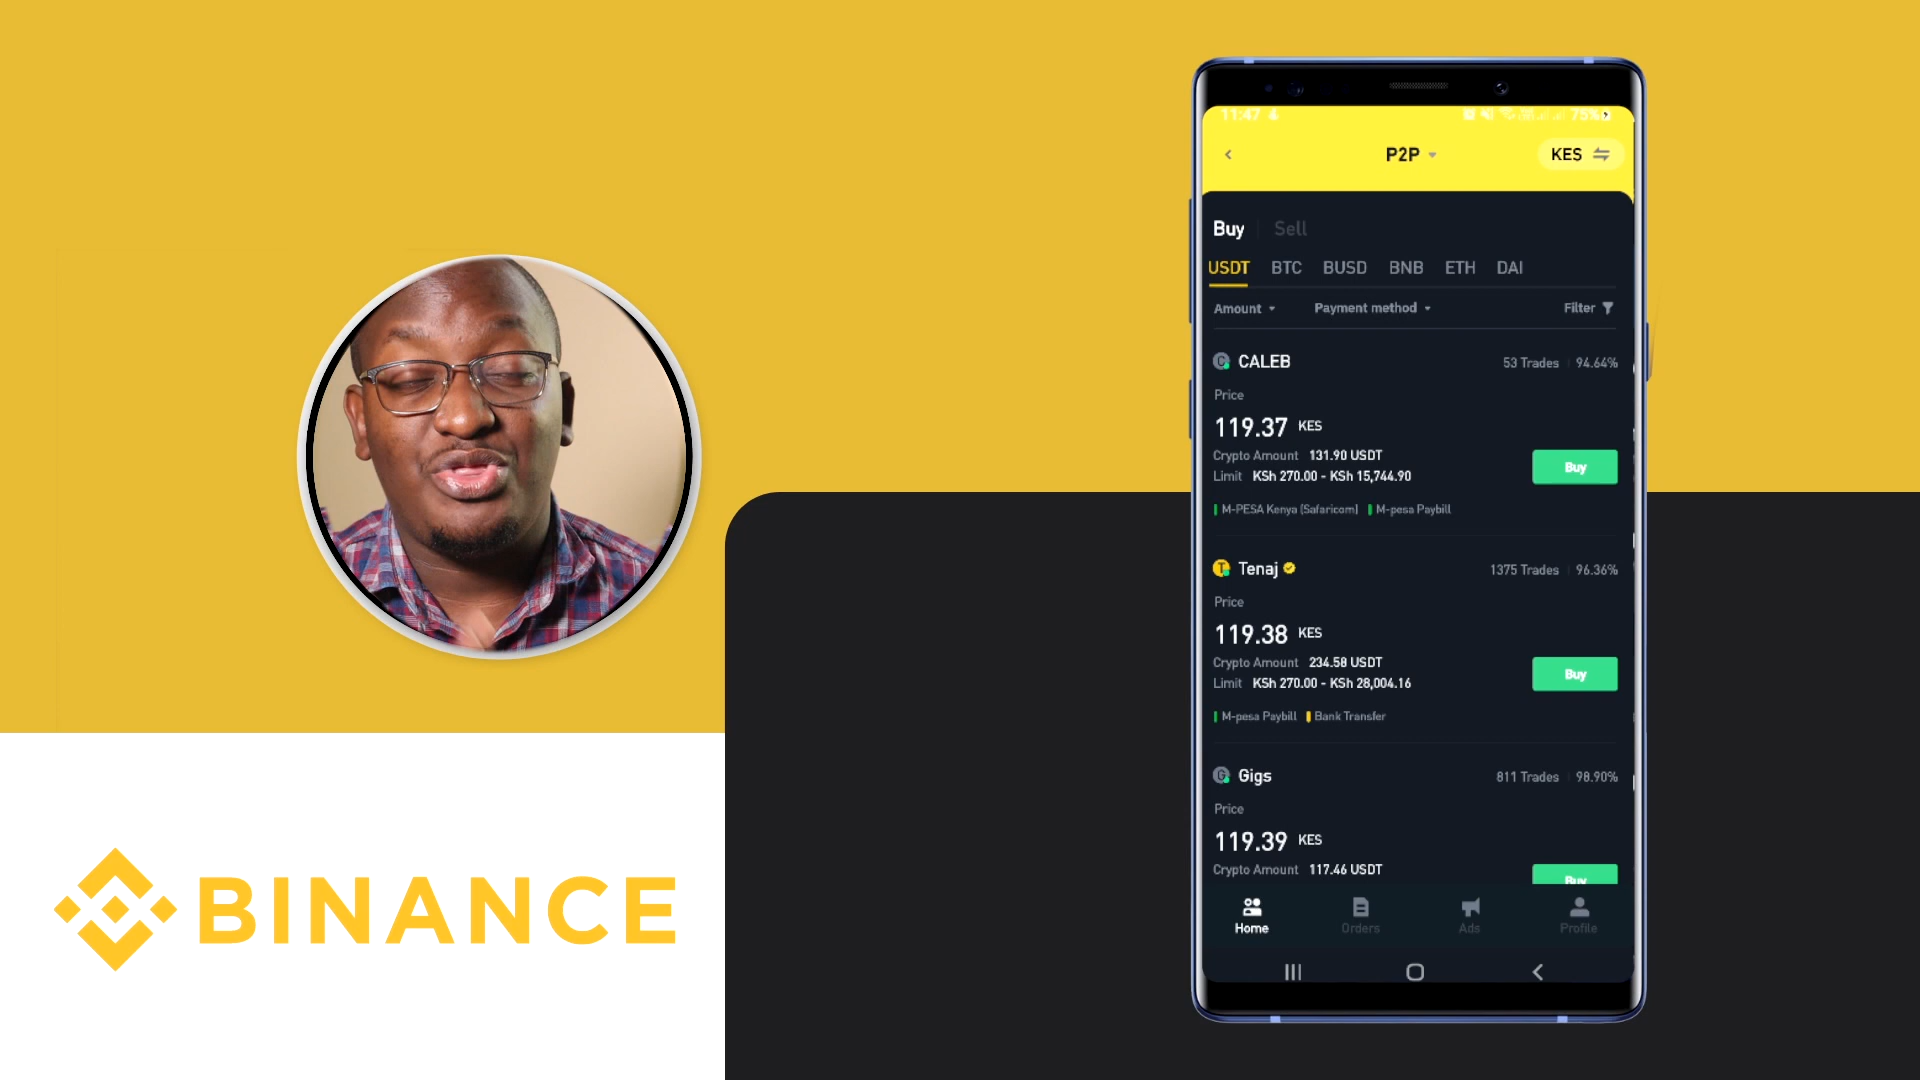 BINANCE
11:47
75%
P2P
KES
Buy
Sell
USDT BTC BUSD BNB ETH DAI
Amount Payment method Filter
CALEB 53 Trades 94.64%
Price
119.37 KES
Crypto Amount 131.90 USDT
Limit KSh 270.00 - KSh 15,744.90
Buy
M-PESA Kenya (Safaricom) M-pesa Paybill
Tenaj 1375 Trades 96.36%
Price
119.38 KES
Crypto Amount 234.58 USDT
Limit KSh 270.00 - KSh 28,004.16
Buy
M-pesa Paybill Bank Transfer
Gigs 811 Trades 98.90%
Price
119.39 KES
Crypto Amount 117.46 USDT
Buy
Home Orders Ads Profile